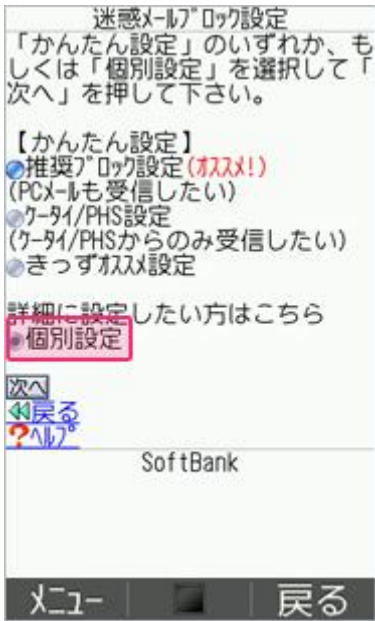 迷惑ﾒｰﾙﾌﾞﾛｯｸ設定
「かんたん設定」のいずれか、も
しくは「個別設定」を選択して「
次へ」を押して下さい。
【かんたん設定】
推奨ﾌﾞﾛｯｸ設定(ｵｽｽﾒ!)
(PCﾒｰﾙも受信したい)
ｹｰﾀｲ/PHS設定
(ｹｰﾀｲ/PHSからのみ受信したい)
きっずｵｽｽﾒ設定
詳細に設定したい方はこちら
個別設定
次へ
戻る
?ﾍﾙﾌﾟ
SoftBank
ﾒﾆｭｰ 戻る